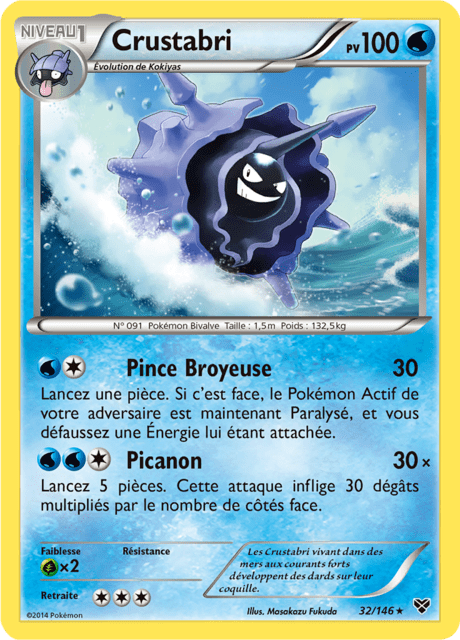 NIVEAU 1
Crustabri
PV 100
Évolution de Kokiyas
N° 091 Pokémon Bivalve Taille : 1,5m Poids : 132,5kg
Pince Broyeuse 30
Lancez une pièce. Si c'est face, le Pokémon Actif de
votre adversaire est maintenant Paralysé, et vous
défaussez une Énergie lui étant attachée.
Picanon 30×
Lancez 5 pièces. Cette attaque inflige 30 dégâts
multipliés par le nombre de côtés face.
Faiblesse Résistance
×2
Retraite
Les Crustabri vivant dans des
mers aux courants forts
développent des dards sur leur
coquille.
Illus. Masakazu Fukuda 32/146 ★
©2014 Pokémon